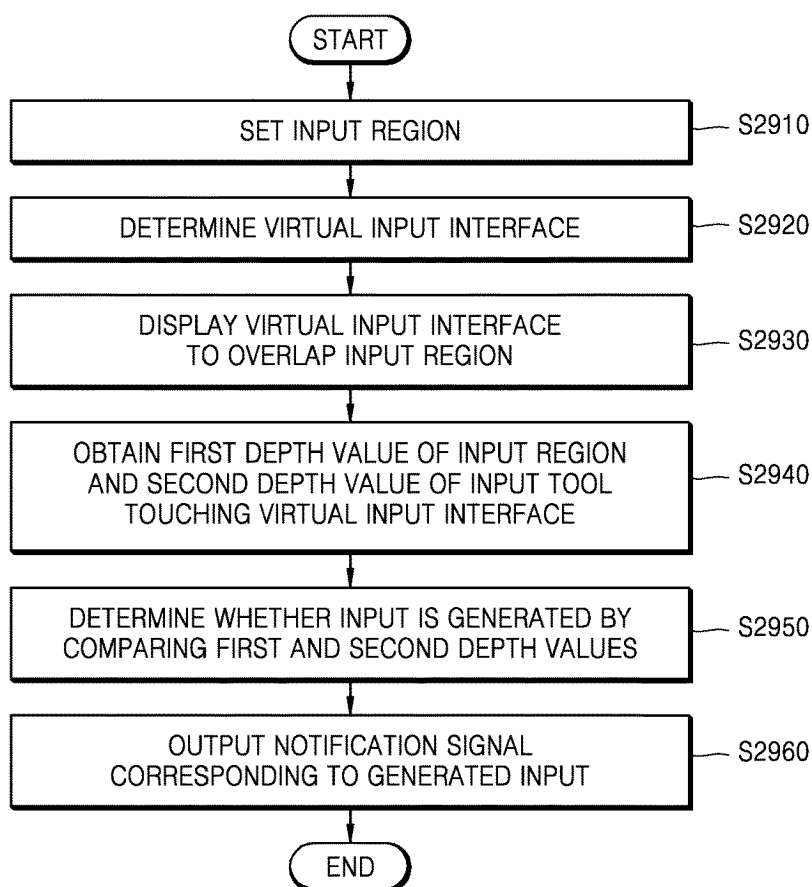 START
SET INPUT REGION
S2910
DETERMINE VIRTUAL INPUT INTERFACE
S2920
DISPLAY VIRTUAL INPUT INTERFACE
TO OVERLAP INPUT REGION
S2930
OBTAIN FIRST DEPTH VALUE OF INPUT REGION
AND SECOND DEPTH VALUE OF INPUT TOOL
TOUCHING VIRTUAL INPUT INTERFACE
S2940
DETERMINE WHETHER INPUT IS GENERATED BY
COMPARING FIRST AND SECOND DEPTH VALUES
S2950
OUTPUT NOTIFICATION SIGNAL
CORRESPONDING TO GENERATED INPUT
S2960
END